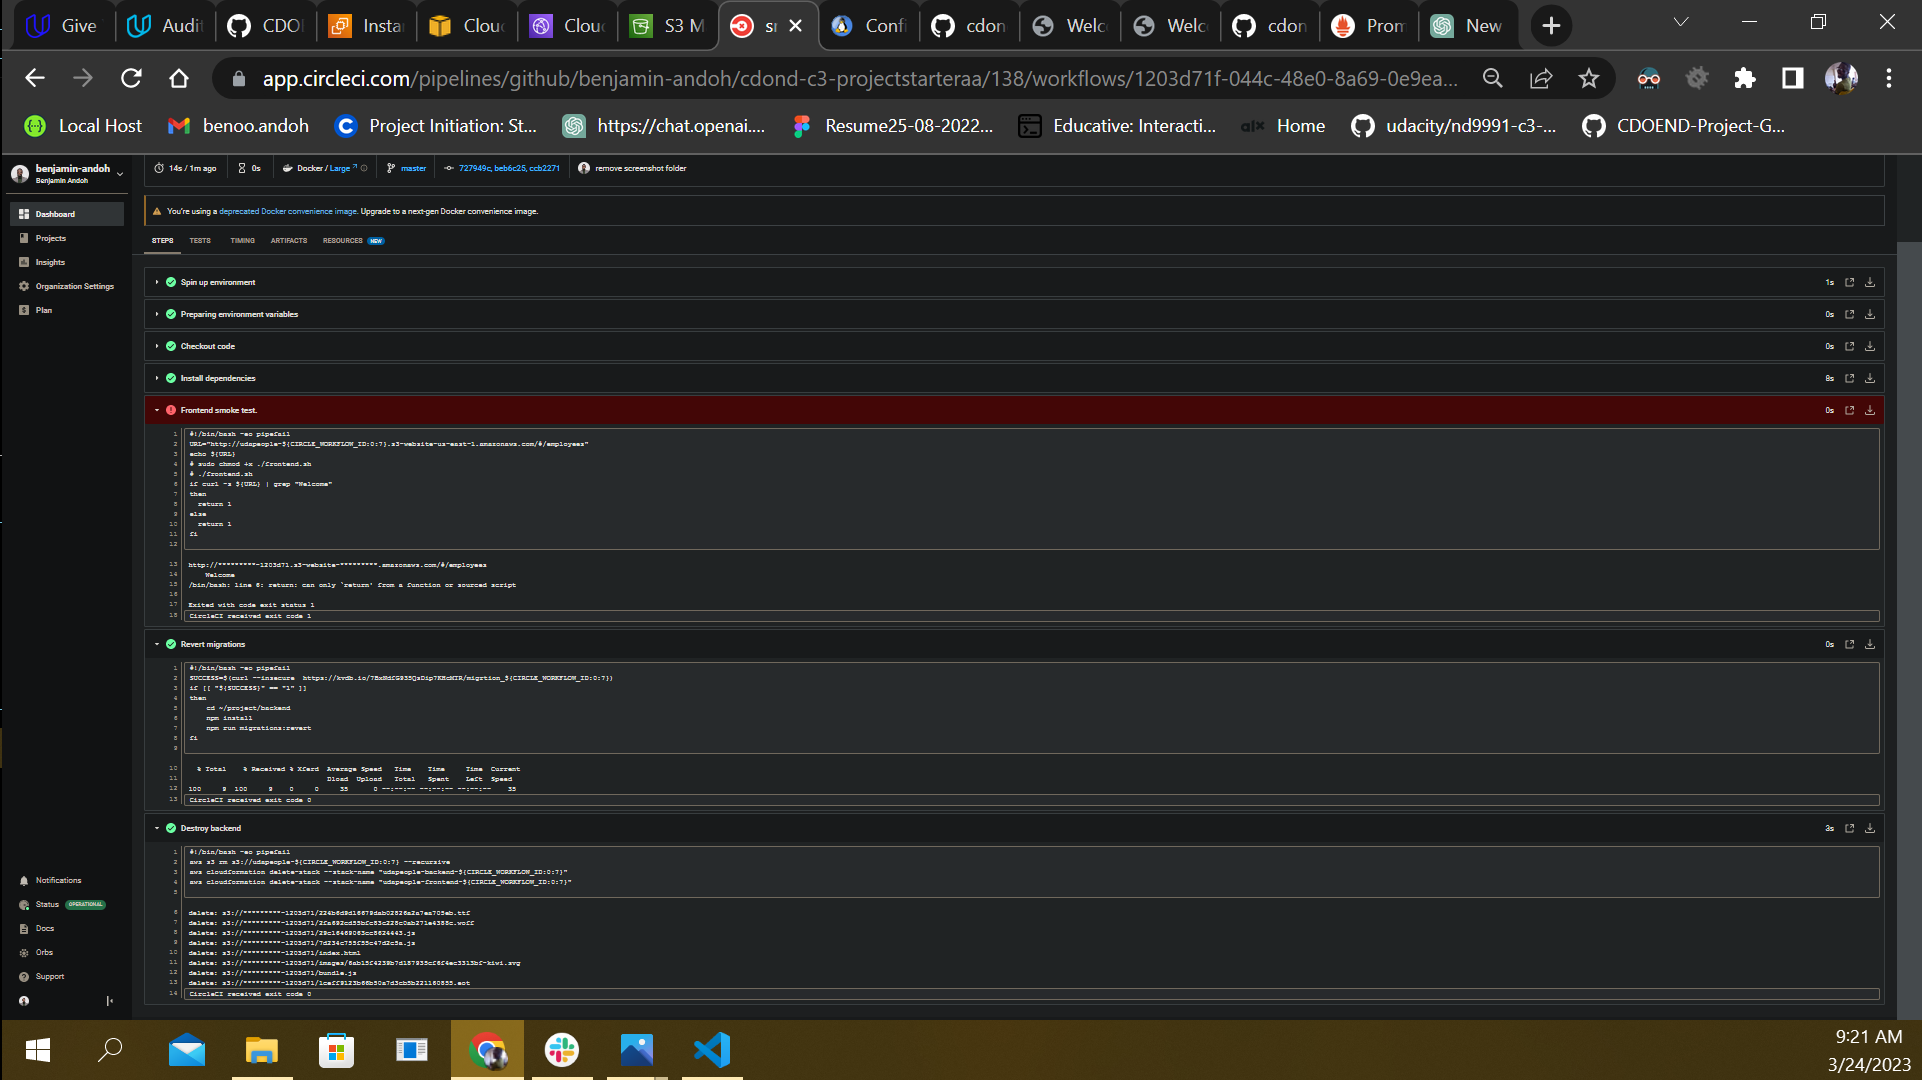 Give
Audit
CDO
Instan
Cloud
Cloud
S3 M
sr
Confi
cdon
Welc
Welc
cdon
Prom
New
app.circleci.com/pipelines/github/benjamin-andoh/cdond-c3-projectstarteraa/138/workflows/1203d71f-044c-48e0-8a69-0e9ea...
Local Host
benoo.andoh
Project Initiation: St...
https://chat.openai....
Resume25-08-2022...
Educative: Interacti...
alx Home
udacity/nd9991-c3-...
CDOEND-Project-G...
benjamin-andoh
Benjamin Andoh
Dashboard
Projects
Insights
Organization Settings
Plan
Notifications
Status OPERATIONAL
Docs
Orbs
Support
14s / 1m ago
0s
Docker / Large
master
727949c, beb6c25, ccb2271
remove screenshot folder
You're using a deprecated Docker convenience image. Upgrade to a next-gen Docker convenience image.
STEPS TESTS TIMING ARTIFACTS RESOURCES NEW
Spin up environment 1s
Preparing environment variables 0s
Checkout code 0s
Install dependencies 8s
Frontend smoke test. 0s
1 #!/bin/bash -eo pipefail
2 URL="http://udapeople-${CIRCLE_WORKFLOW_ID:0:7}.s3-website-us-east-1.amazonaws.com/#/employees"
3 echo ${URL}
4 # sudo chmod +x ./frontend.sh
5 # ./frontend.sh
6 if curl -s ${URL} | grep "Welcome"
7 then
8 return 1
9 else
10 return 1
11 fi
12
13 http://*********-1203d71.s3-website-*********.amazonaws.com/#/employees
14 Welcome
15 /bin/bash: line 6: return: can only `return' from a function or sourced script
16
17 Exited with code exit status 1
18 CircleCI received exit code 1
Revert migrations 0s
1 #!/bin/bash -eo pipefail
2 SUCCESS=$(curl --insecure https://kvdb.io/7BxNdfG935QsDip7KHcMIR/migrtion_${CIRCLE_WORKFLOW_ID:0:7})
3 if [[ "${SUCCESS}" == "1" ]]
4 then
5 cd ~/project/backend
6 npm install
7 npm run migrations:revert
8 fi
9
10 % Total % Received % Xferd Average Speed Time Time Time Current
11 Dload Upload Total Spent Left Speed
12 100 9 100 9 0 0 35 0 --:--:-- --:--:-- --:--:-- 35
13 CircleCI received exit code 0
Destroy backend 3s
1 #!/bin/bash -eo pipefail
2 aws s3 rm s3://udapeople-${CIRCLE_WORKFLOW_ID:0:7} --recursive
3 aws cloudformation delete-stack --stack-name "udapeople-backend-${CIRCLE_WORKFLOW_ID:0:7}"
4 aws cloudformation delete-stack --stack-name "udapeople-frontend-${CIRCLE_WORKFLOW_ID:0:7}"
5
6 delete: s3://*********-1203d71/224b6d9d16679dab02826a2a7ea705eb.ttf
7 delete: s3://*********-1203d71/2fa692cd55bfc83c228c0ab271e4388c.woff
8 delete: s3://*********-1203d71/29c16469063cc8624443.js
9 delete: s3://*********-1203d71/7d234c755f55c47d2c5a.js
10 delete: s3://*********-1203d71/index.html
11 delete: s3://*********-1203d71/images/6ab15f4239b7d187935cf6f4ec3313bf-kiwi.svg
12 delete: s3://*********-1203d71/bundle.js
13 delete: s3://*********-1203d71/1ceff9123b66b50a7d3cb5b221160855.eot
14 CircleCI received exit code 0
9:21 AM
3/24/2023